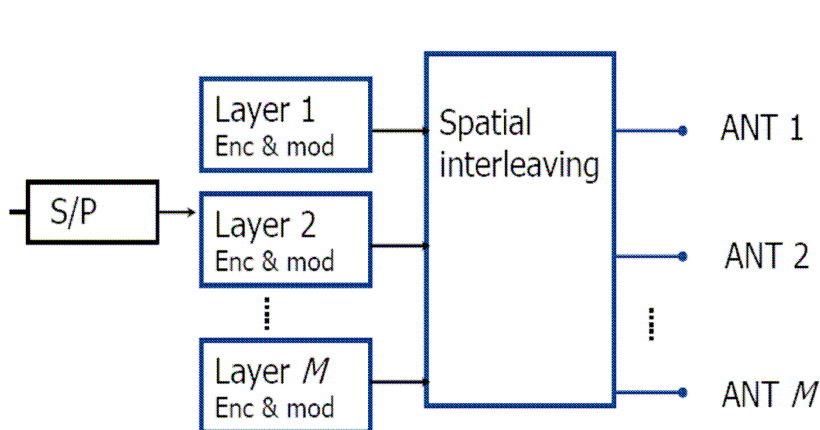 S/P
Layer 1
Enc & mod
Layer 2
Enc & mod
Layer M
Enc & mod
Spatial
interleaving
ANT 1
ANT 2
ANT M